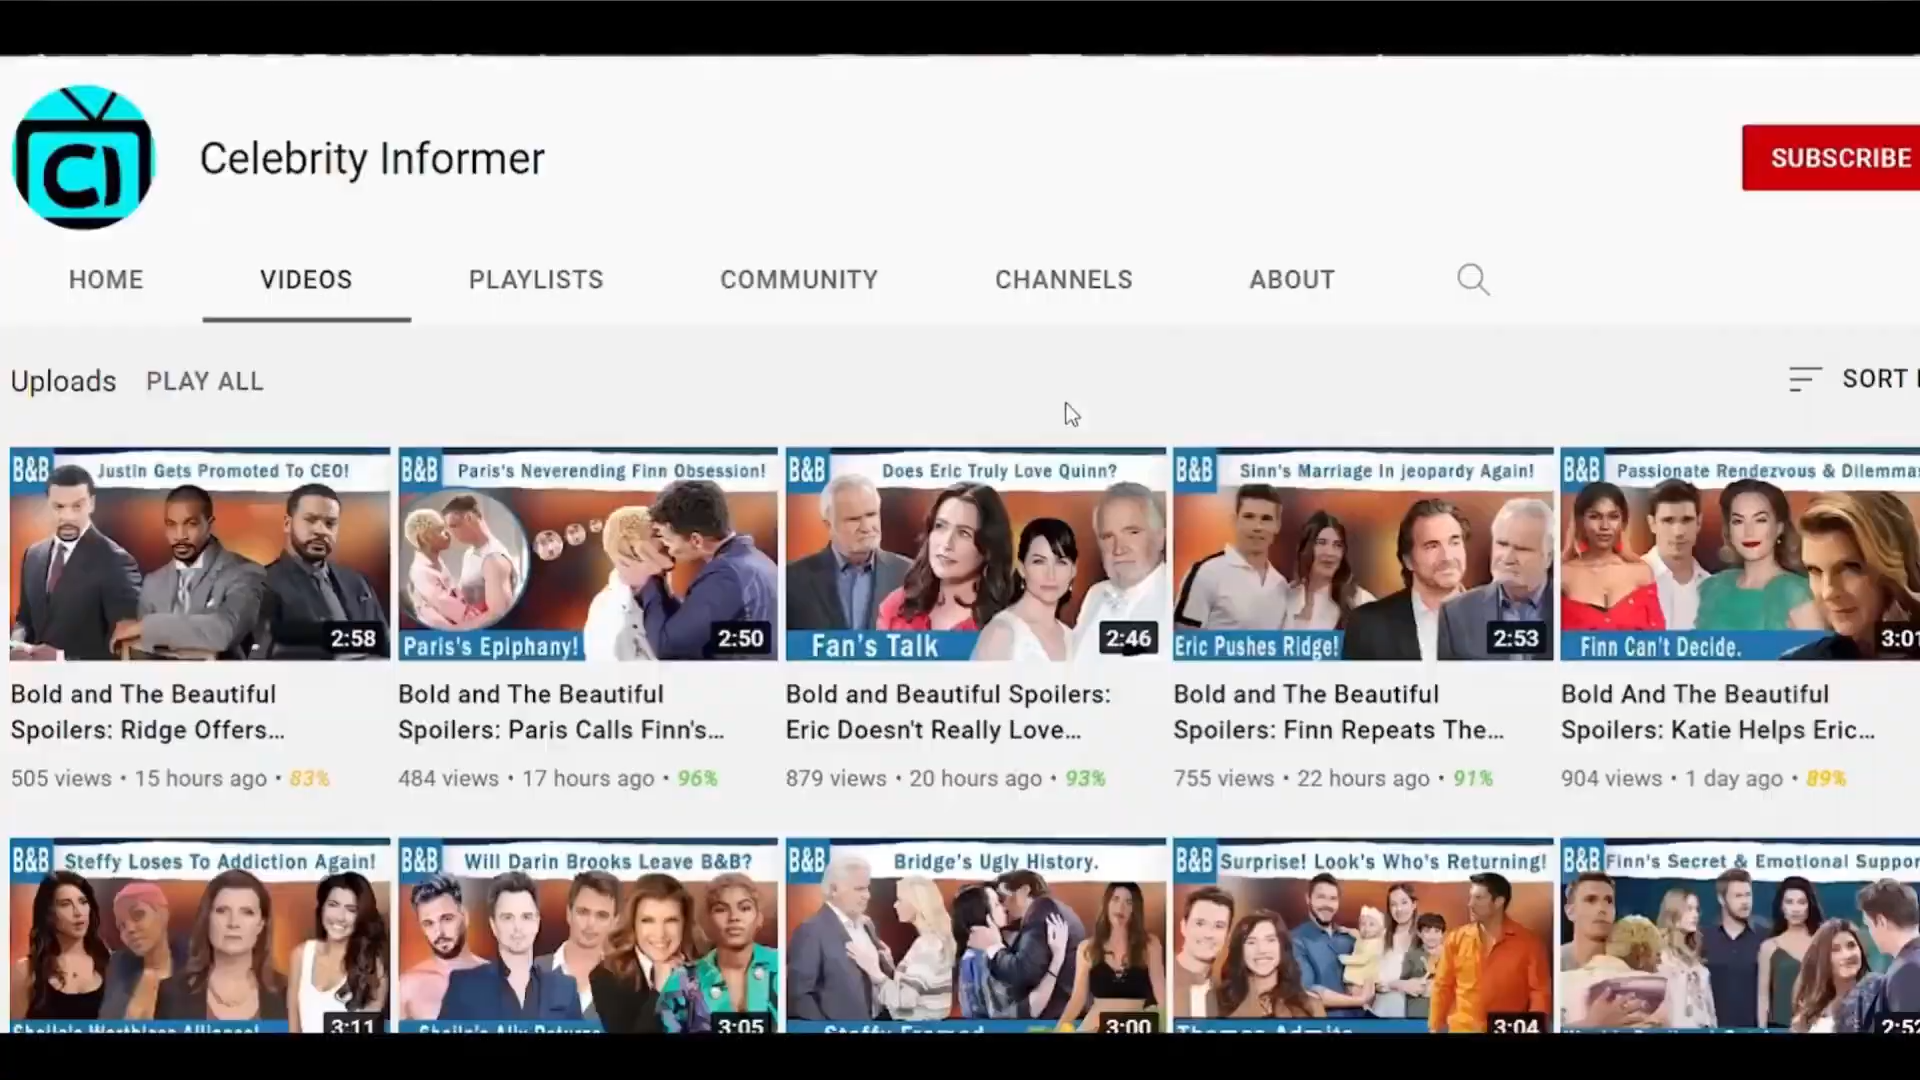 CI
Celebrity Informer
SUBSCRIBE
HOME
VIDEOS
PLAYLISTS
COMMUNITY
CHANNELS
ABOUT
Uploads
PLAY ALL
SORT
B&B Justin Gets Promoted To CEO!
2:58
B&B Paris's Neverending Finn Obsession!
Paris's Epiphany!
2:50
B&B Does Eric Truly Love Quinn?
Fan's Talk
2:46
B&B Sinn's Marriage In jeopardy Again!
Eric Pushes Ridge!
2:53
B&B Passionate Rendezvous & Dilemmas
Finn Can't Decide.
3:01
Bold and The Beautiful
Spoilers: Ridge Offers...
505 views • 15 hours ago • 83%
Bold and The Beautiful
Spoilers: Paris Calls Finn's...
484 views • 17 hours ago • 96%
Bold and Beautiful Spoilers:
Eric Doesn't Really Love...
879 views • 20 hours ago • 93%
Bold and The Beautiful
Spoilers: Finn Repeats The...
755 views • 22 hours ago • 91%
Bold And The Beautiful
Spoilers: Katie Helps Eric...
904 views • 1 day ago • 89%
B&B Steffy Loses To Addiction Again!
3:11
B&B Will Darin Brooks Leave B&B?
3:05
B&B Bridge's Ugly History.
3:00
B&B Surprise! Look's Who's Returning!
3:04
B&B Finn's Secret & Emotional Suppor
2:52